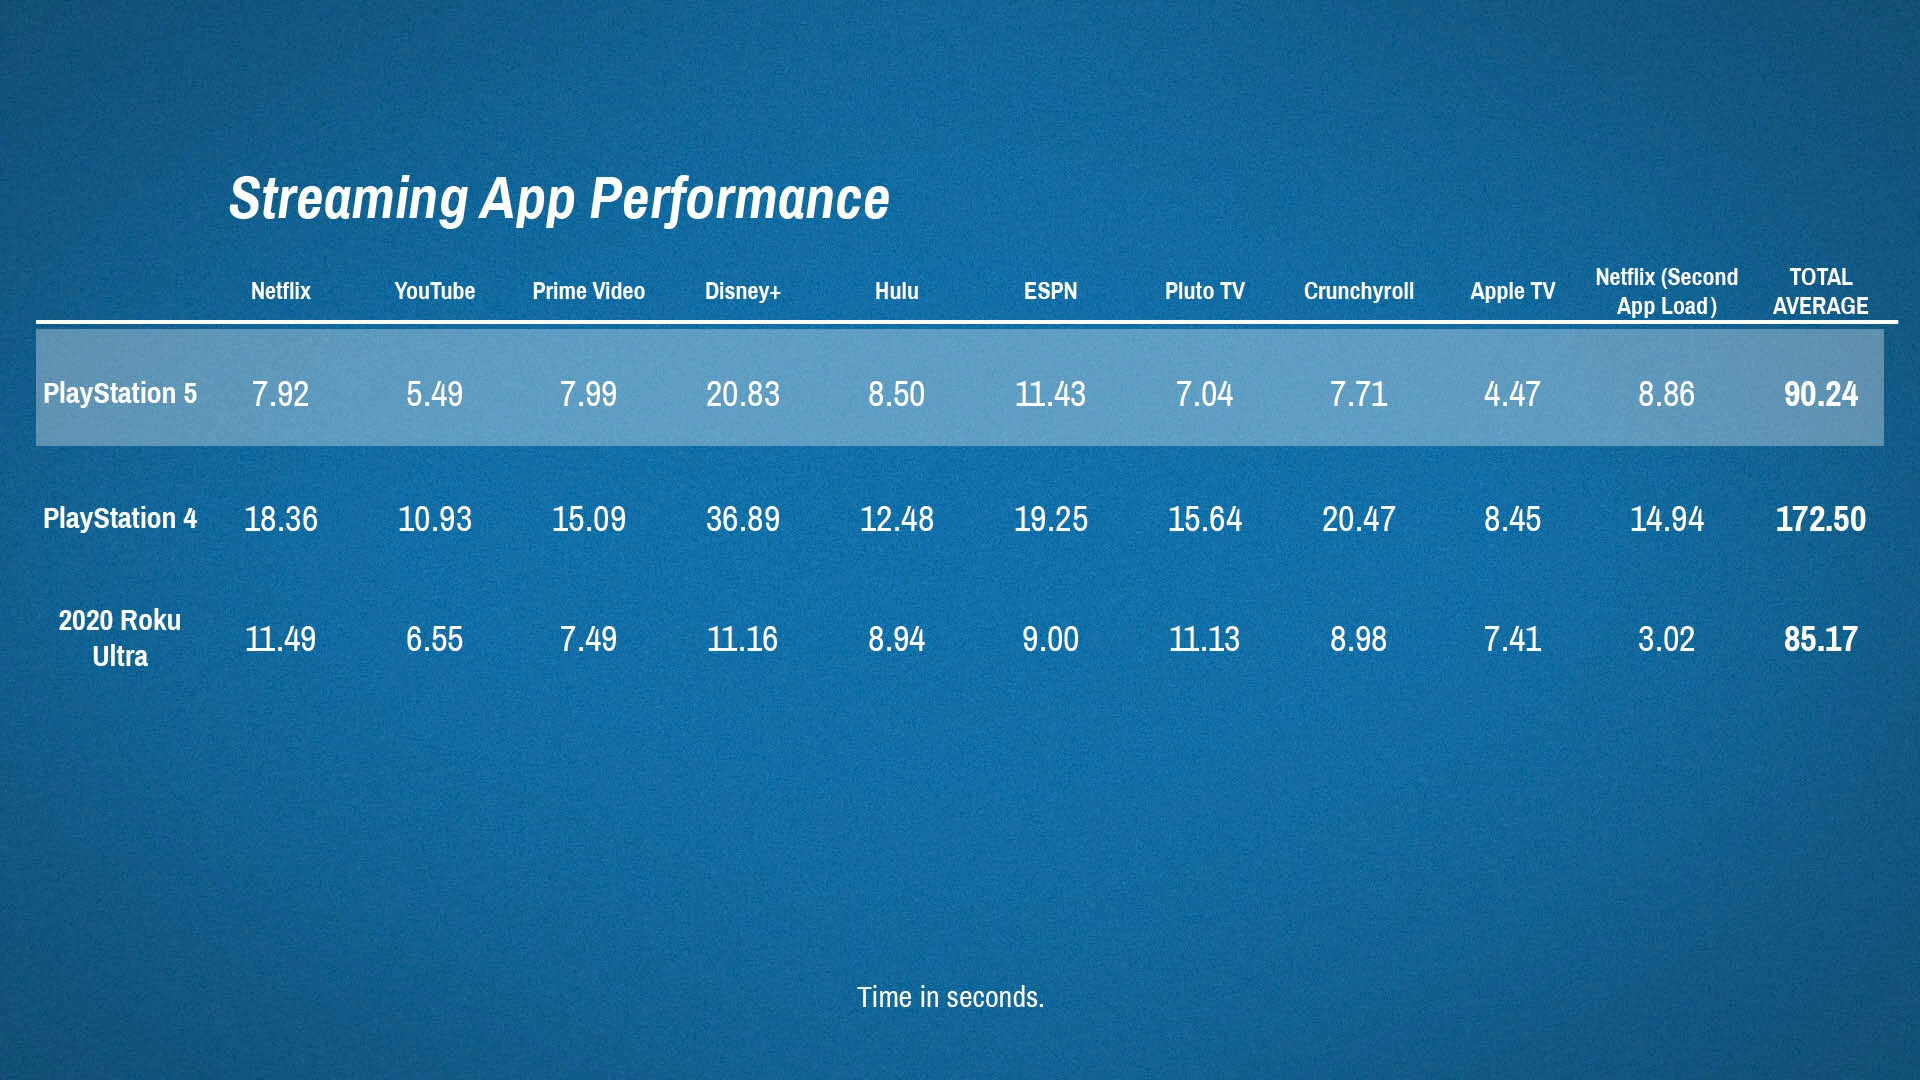 Streaming App Performance
Netflix YouTube Prime Video Disney+ Hulu ESPN Pluto TV Crunchyroll Apple TV Netflix (Second App Load) TOTAL AVERAGE
PlayStation 5 7.92 5.49 7.99 20.83 8.50 11.43 7.04 7.71 4.47 8.86 90.24
PlayStation 4 18.36 10.93 15.09 36.89 12.48 19.25 15.64 20.47 8.45 14.94 172.50
2020 Roku Ultra 11.49 6.55 7.49 11.16 8.94 9.00 11.13 8.98 7.41 3.02 85.17
Time in seconds.